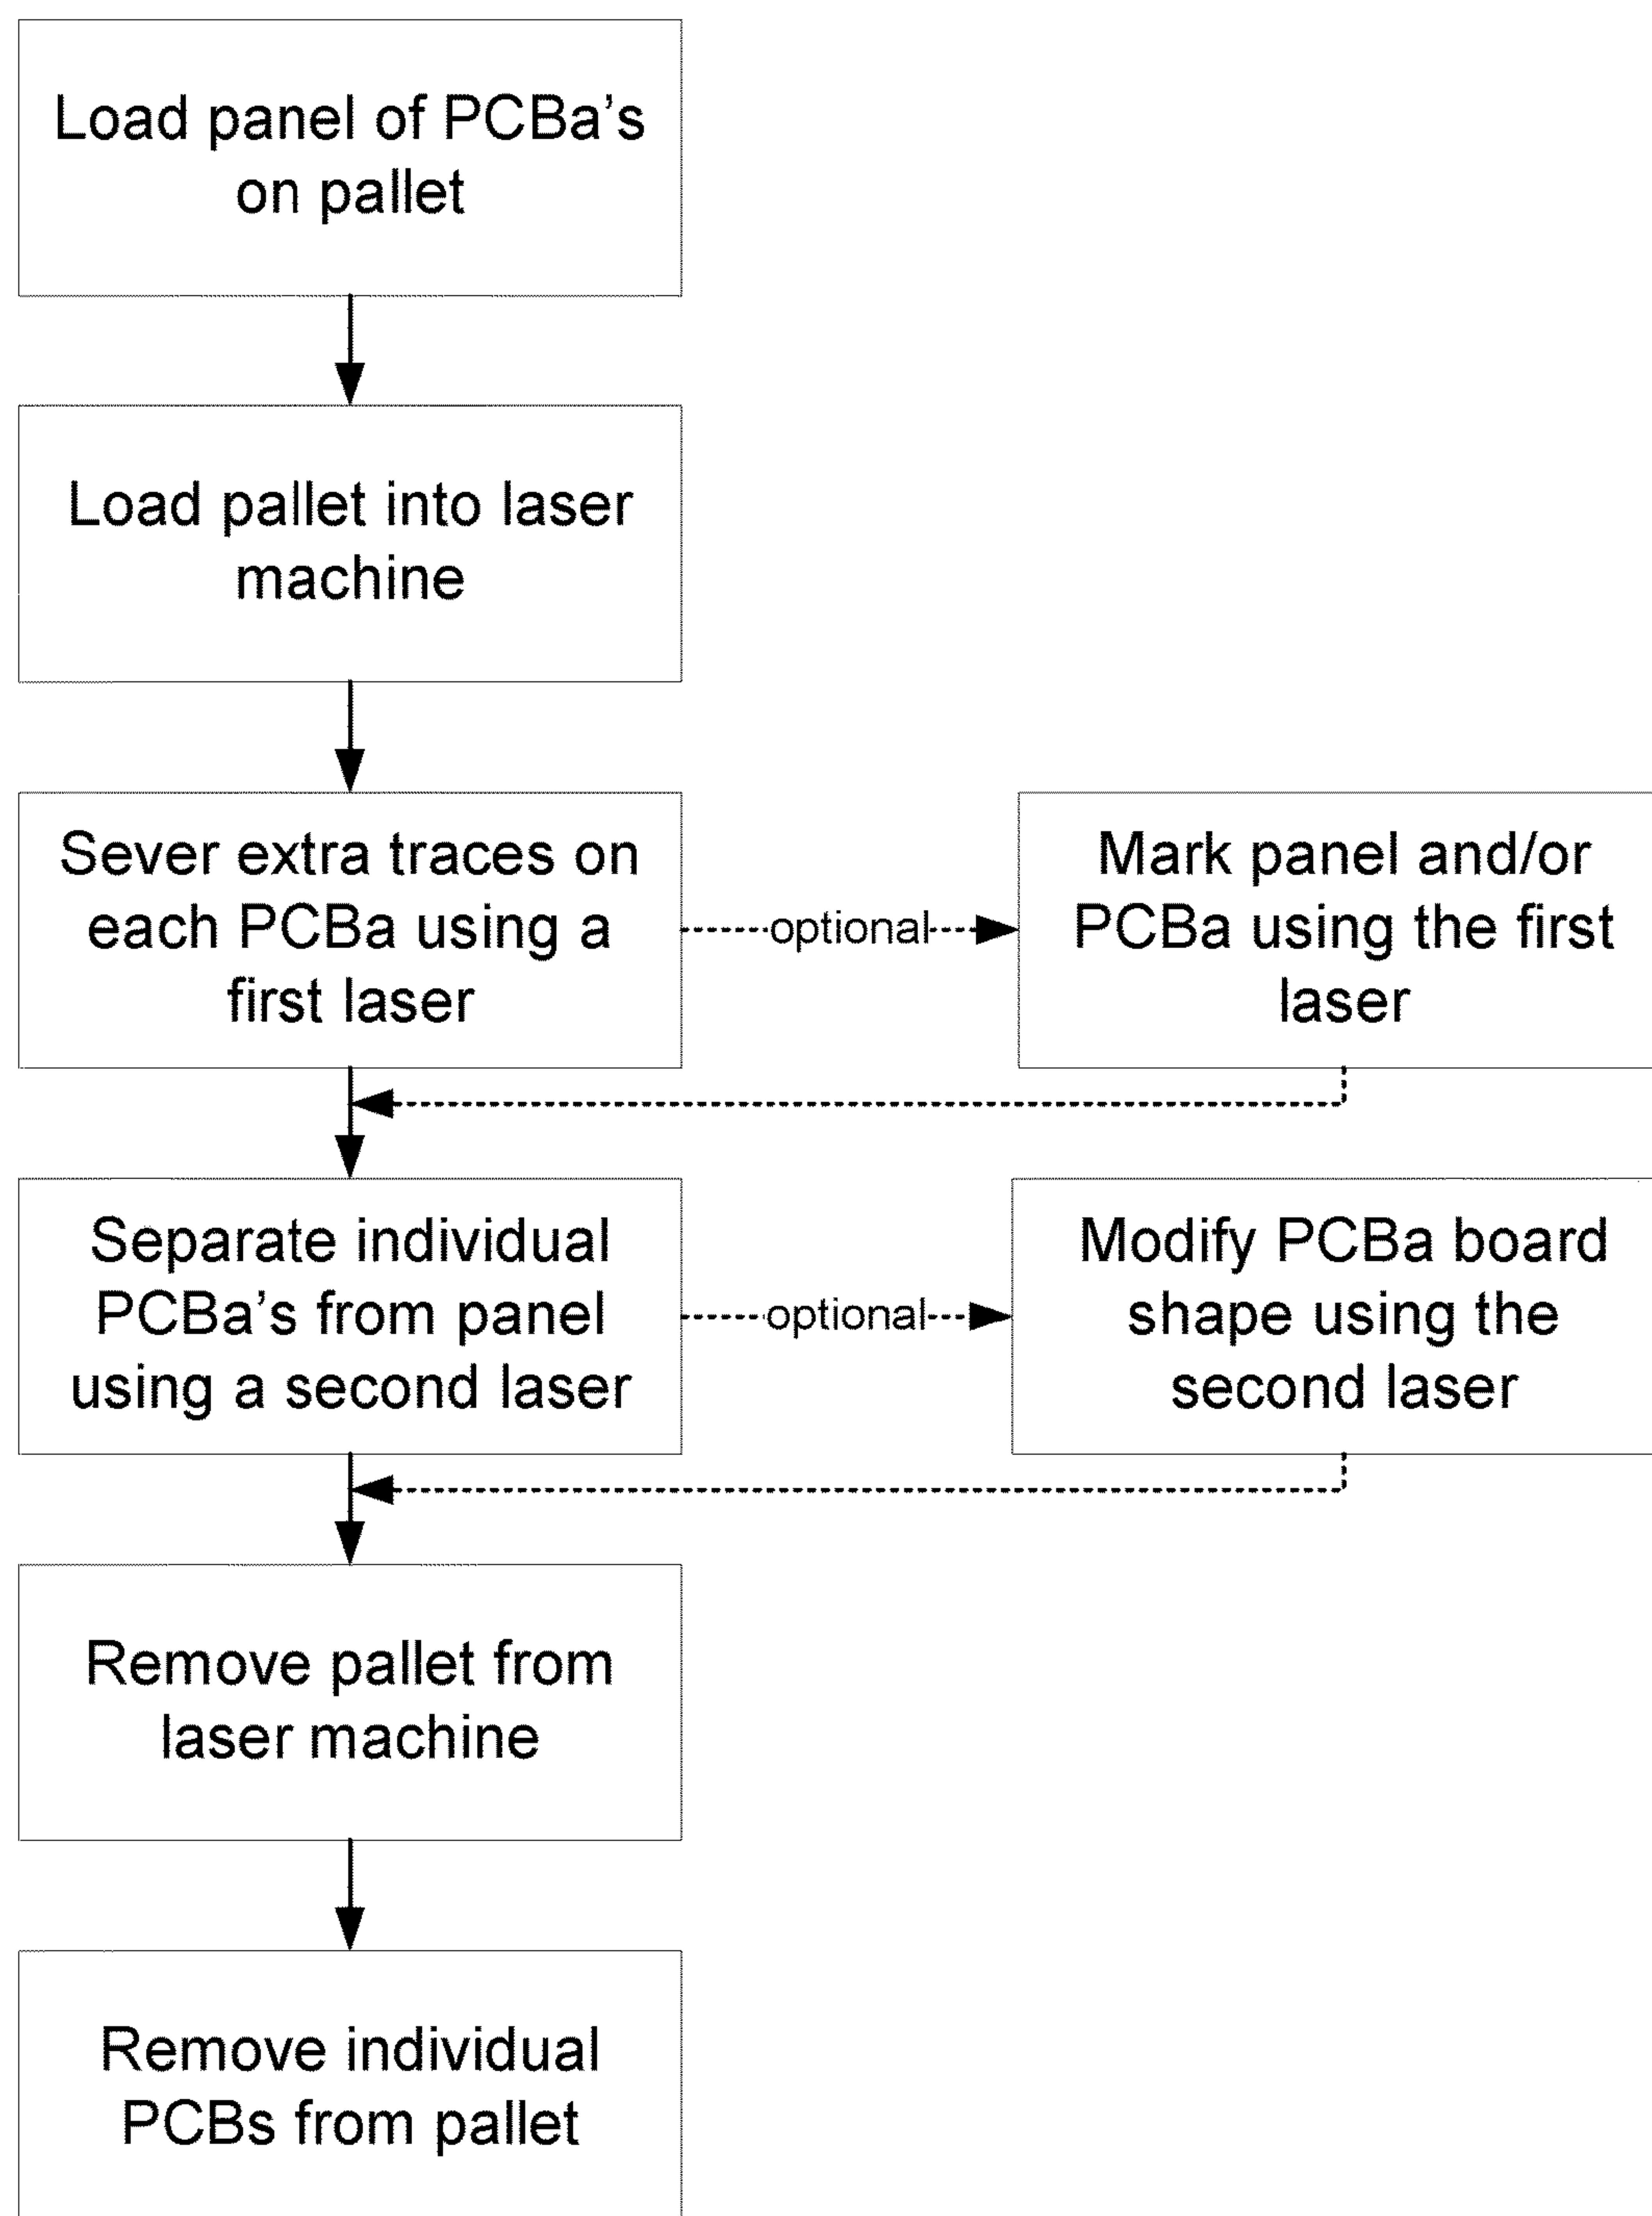 Load panel of PCBa's
on pallet
Load pallet into laser
machine
Sever extra traces on
each PCBa using a
first laser
optional
Mark panel and/or
PCBa using the first
laser
Separate individual
PCBa's from panel
using a second laser
optional
Modify PCBa board
shape using the
second laser
Remove pallet from
laser machine
Remove individual
PCBs from pallet